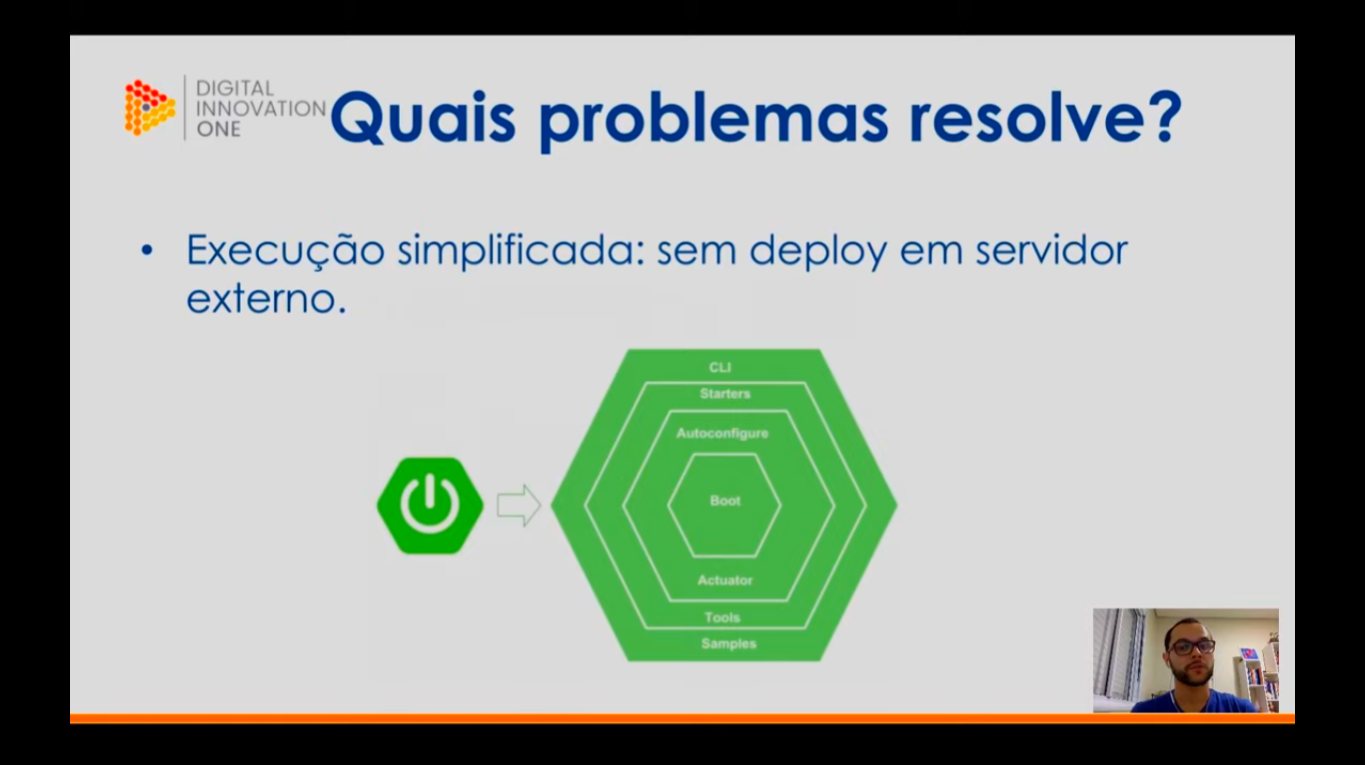 DIGITAL
INNOVATION
ONE
Quais problemas resolve?
• Execução simplificada: sem deploy em servidor
externo.
CLI
Starters
Autoconfigure
Boot
Actuator
Tools
Samples